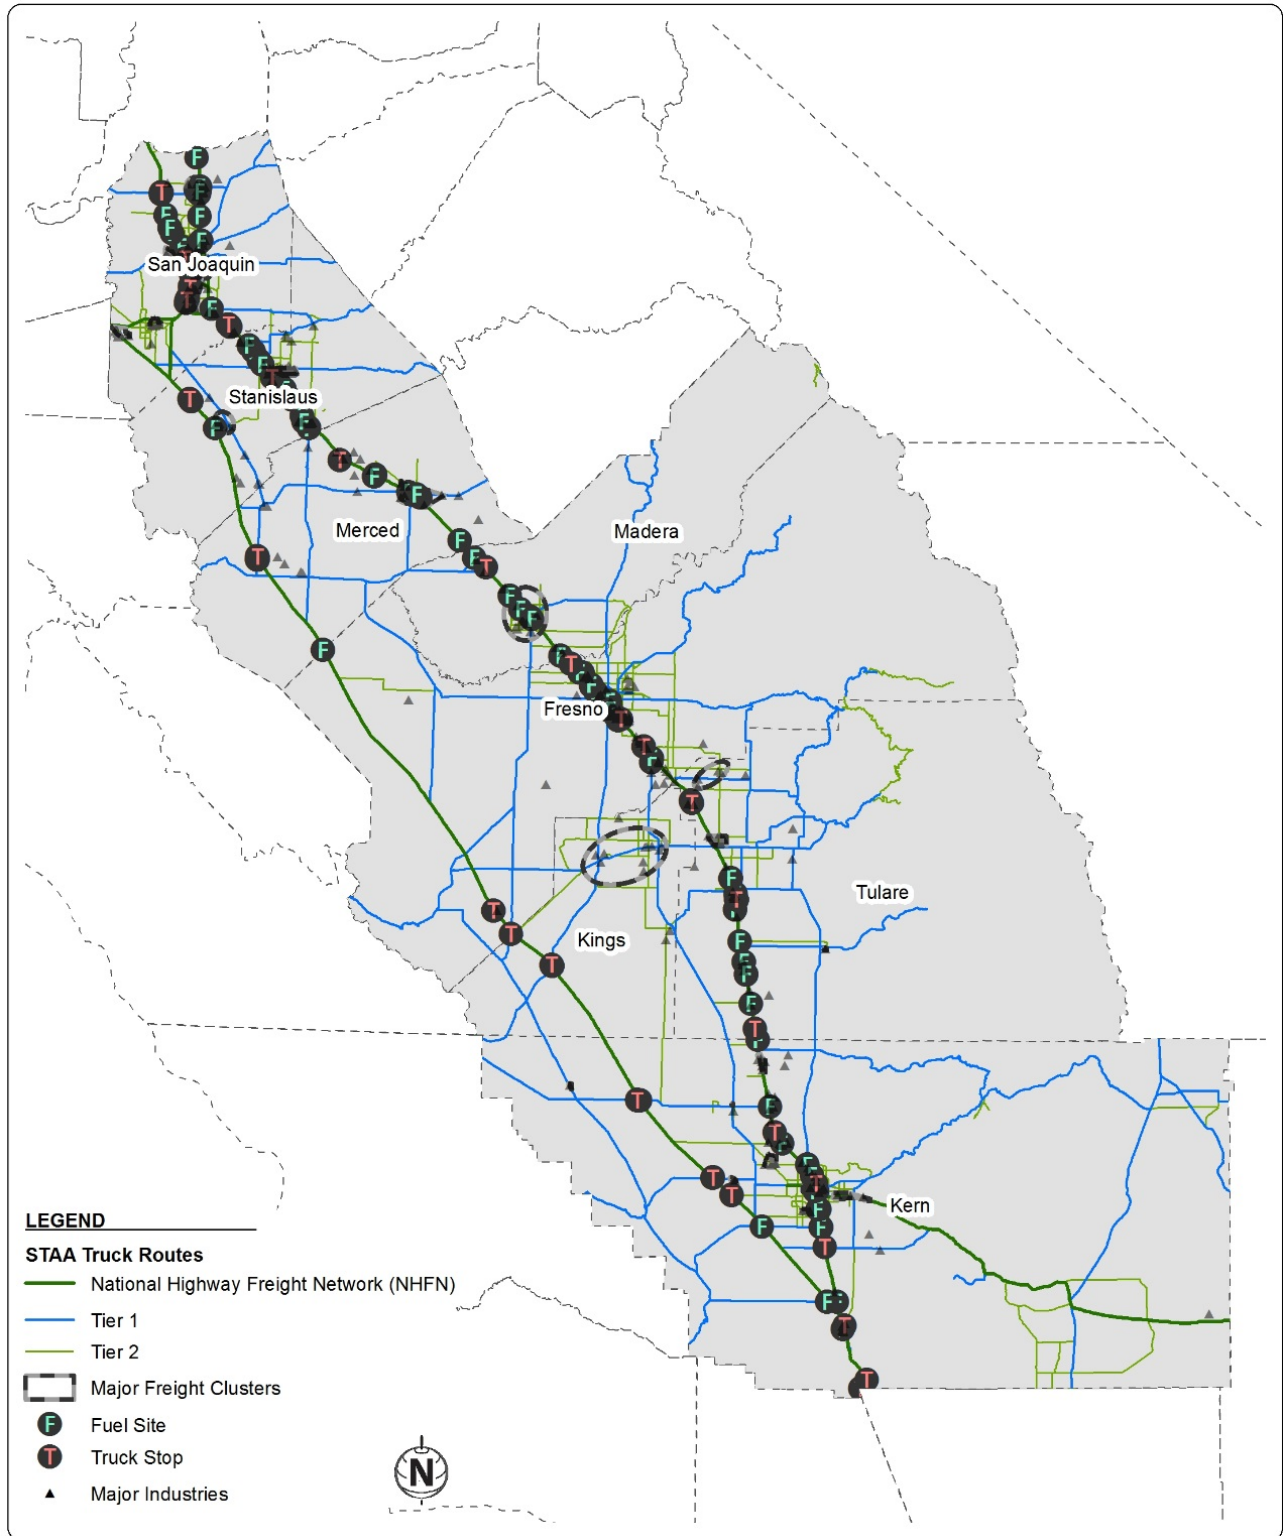 San Joaquin
Stanislaus
Merced
Madera
Fresno
Tulare
Kings
Kern
LEGEND
STAA Truck Routes
National Highway Freight Network (NHFN)
Tier 1
Tier 2
Major Freight Clusters
F Fuel Site
T Truck Stop
Major Industries
N